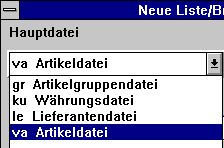 Neue Liste/B
Hauptdatei
va Artikeldatei
gr Artikelgruppendatei
ku Währungsdatei
le Lieferantendatei
va Artikeldatei